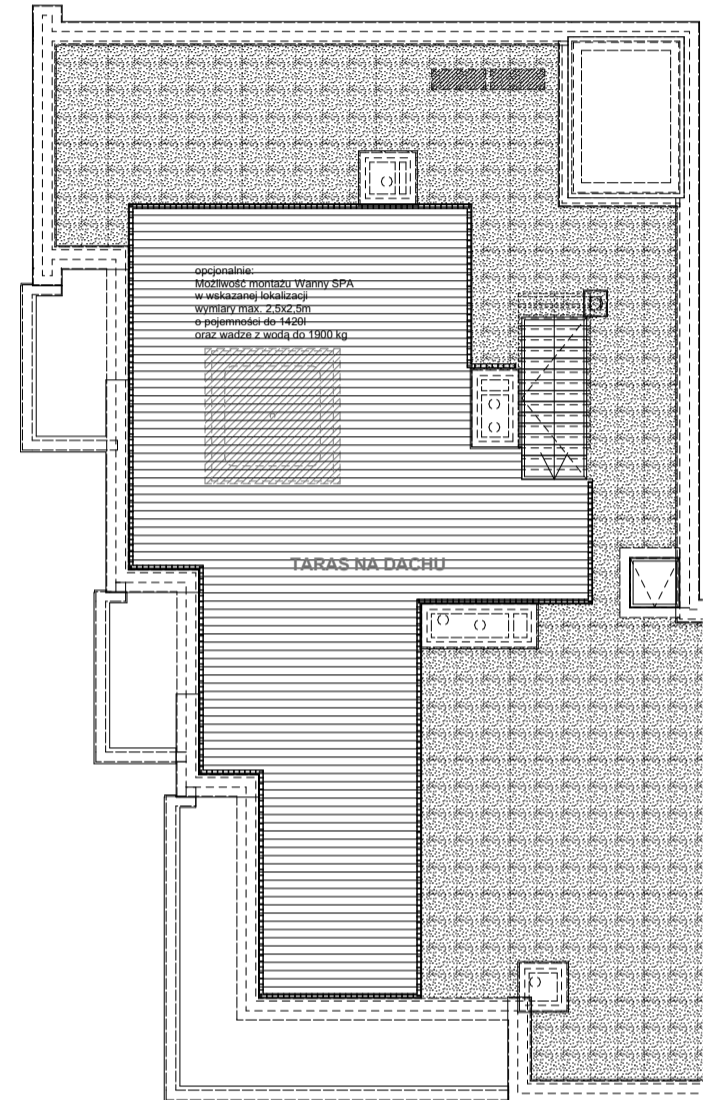 opcjonalnie:
Możliwość montażu Wanny SPA
w wskazanej lokalizacji
wymiary max. 2,5x2,5m
o pojemności do 1420l
oraz wadze z wodą do 1900 kg
TARAS NA DACHU